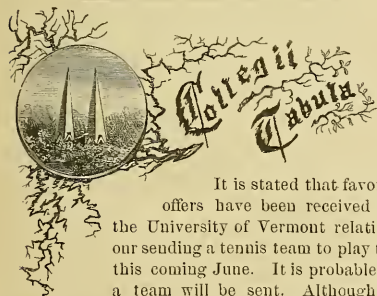 Collegii
Tabula
It is stated that favo
offers have been received
the University of Vermont relati
our sending a tennis team to play t
this coming June. It is probable
a team will be sent. Although